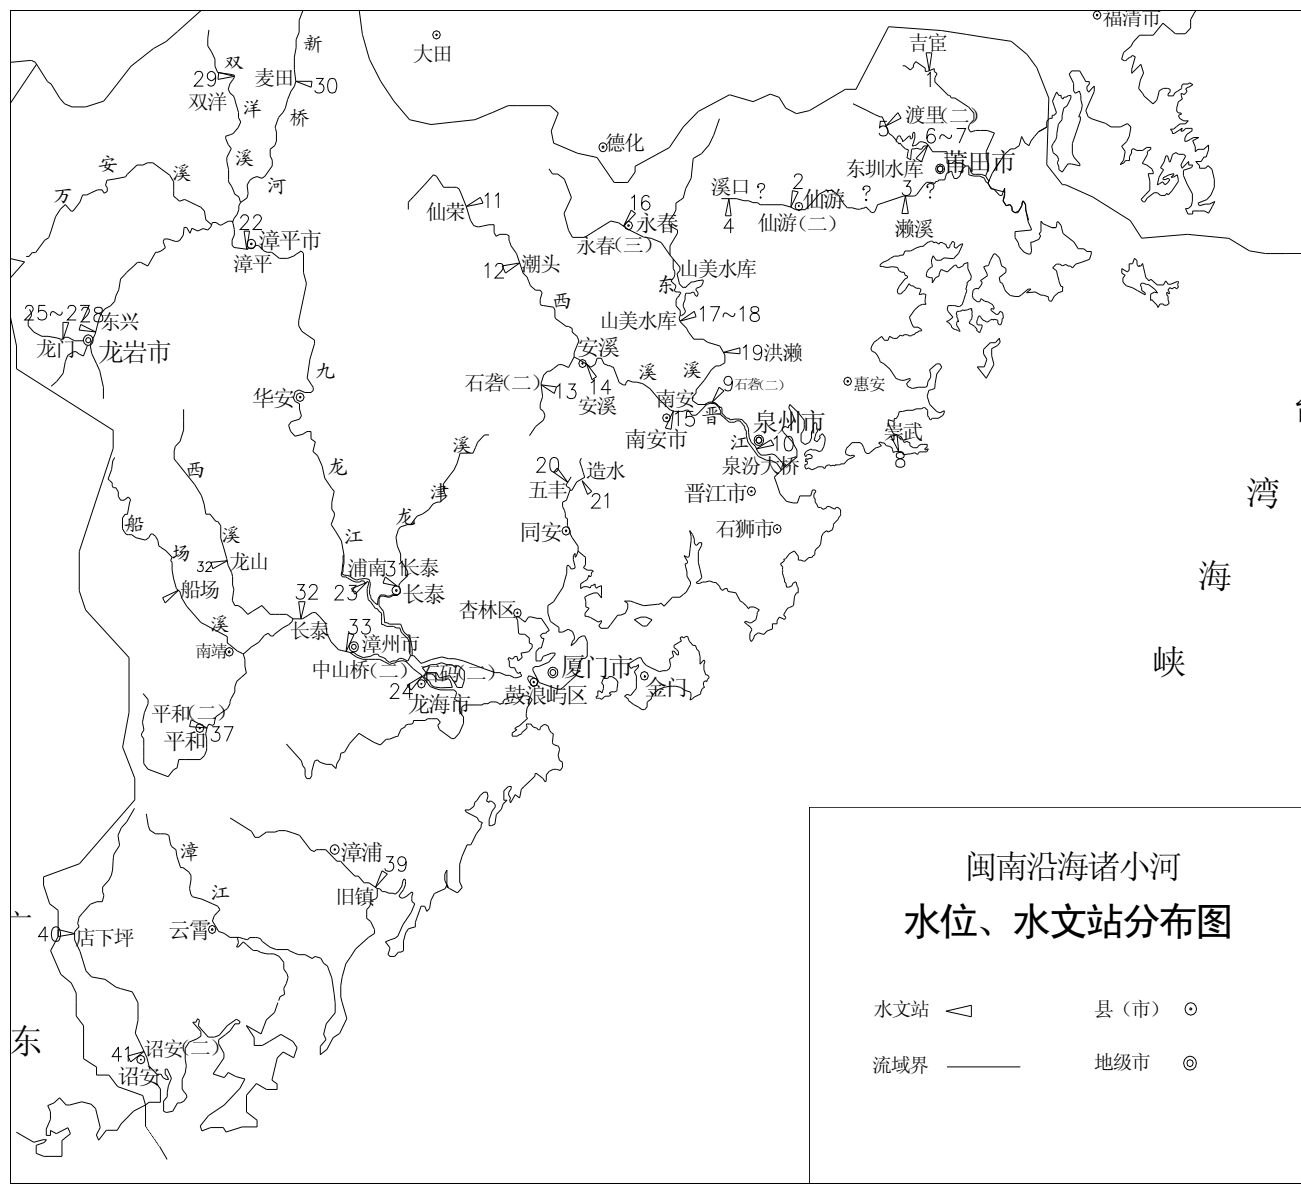 福清市
新
吉宦
大田
双
29
麦田
30
1
双洋
洋
桥
渡里(二)
5
6~7
德化
安
溪
溪
东圳水库
莆田市
万
河
溪口
?
2
仙游
?
3
?
仙荣
11
16
永春
4
仙游(二)
濑溪
22
漳平市
漳平
永春(三)
12
潮头
山美水库
东
西
25~27
28
东兴
山美水库
17~18
龙门
龙岩市
安溪
19
洪濑
九
溪
溪
石砻(二)
13
14
9
石砻(二)
惠安
华安
安溪
南安
晋
15
泉州市
崇武
南安市
江
10
8
溪
泉汾大桥
西
龙
20
造水
五丰
21
津
晋江市
湾
船
龙
溪
江
同安
石狮市
场
32
龙山
浦南
31
长泰
海
船场
23
长泰
32
杏林区
溪
长泰
33
漳州市
南靖
中山桥(二)
石码(二)
厦门市
峡
24
龙海市
鼓浪屿区
金门
平和(二)
37
平和
漳
漳浦
39
江
旧镇
闽南沿海诸小河
水位、水文站分布图
云霄
40
店下坪
水文站
县（市）
东
41
诏安(二)
诏安
流域界
地级市